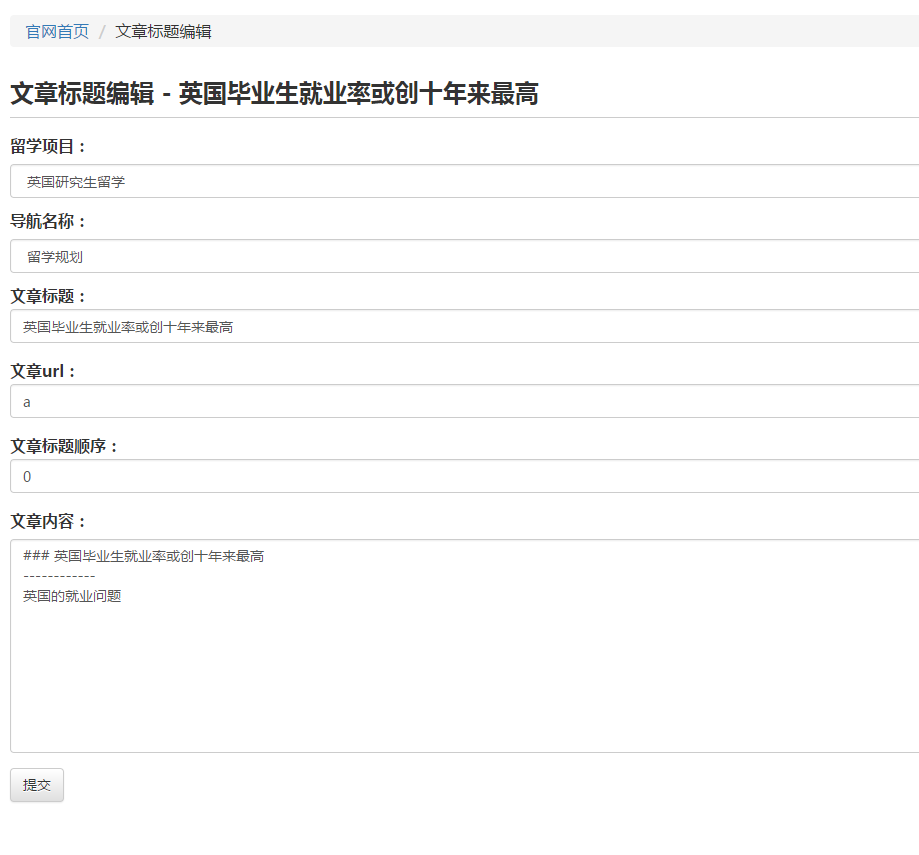 官网首页 / 文章标题编辑
文章标题编辑 - 英国毕业生就业率或创十年来最高
留学项目：
英国研究生留学
导航名称：
留学规划
文章标题：
英国毕业生就业率或创十年来最高
文章url：
a
文章标题顺序：
0
文章内容：
### 英国毕业生就业率或创十年来最高
------------
英国的就业问题
提交